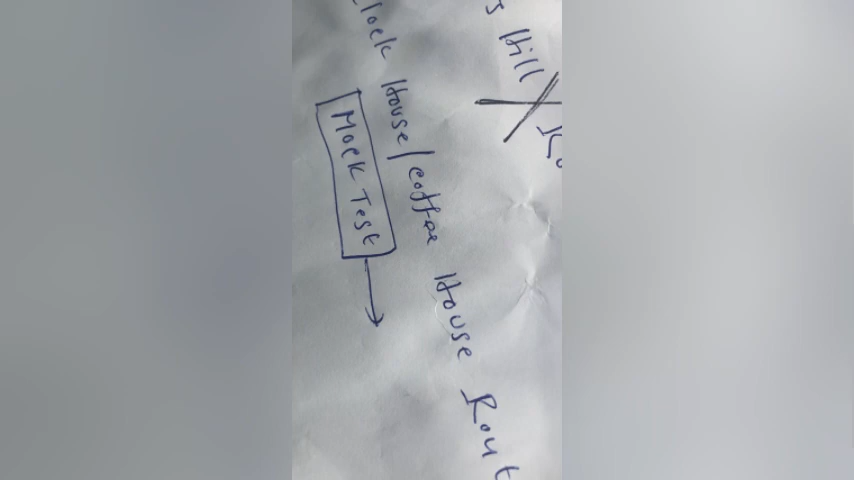 s Hill
Clock House/coffee House Rout
Mock Test →